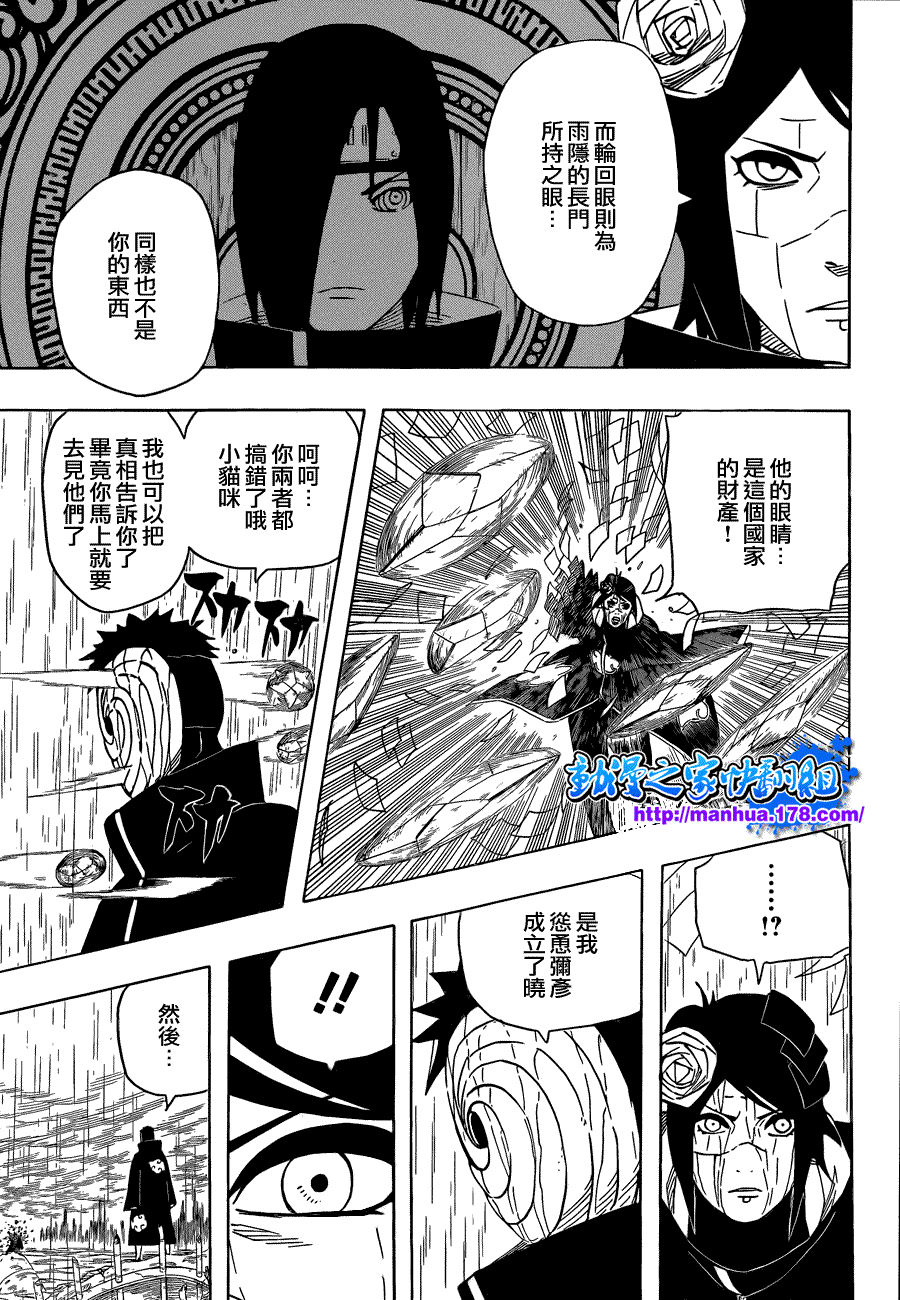 而輪回眼則為
雨隱的長門
所持之眼…
同樣也不是
你的東西
他的眼睛…
是這個國家
的財產！
呵呵…
你兩者都
搞錯了哦
小貓咪
我也可以把
真相告訴你了
畢竟你馬上就要
去見他們了
スカ
スカ
スカ
動漫之家汉化組
http://manhua.178.com/
……!?
是我
慫恿彌彥
成立了曉
!!
然後…